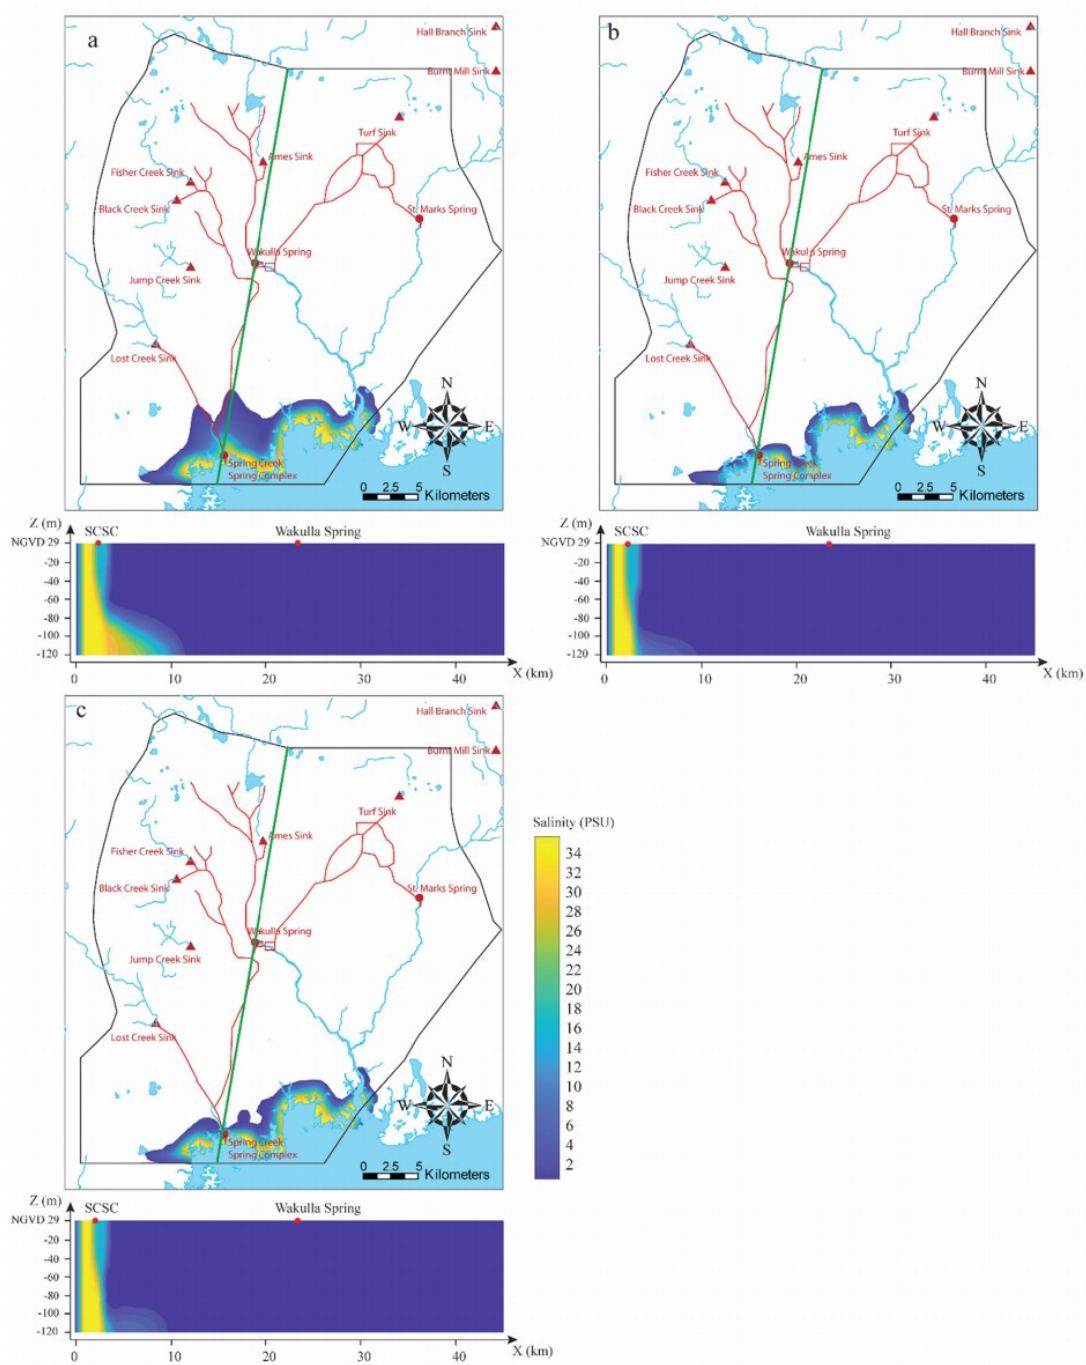 a
Hall Branch Sink
Burnt Mill Sink
Turf Sink
Ames Sink
Fisher Creek Sink
Black Creek Sink
St. Marks Spring
Wakulla Spring
Jump Creek Sink
Lost Creek Sink
N
W E
S
Spring Creek
Spring Complex
0 2.5 5
Kilometers
b
Hall Branch Sink
Burnt Mill Sink
Turf Sink
Ames Sink
Fisher Creek Sink
Black Creek Sink
St. Marks Spring
Wakulla Spring
Jump Creek Sink
Lost Creek Sink
N
W E
S
Spring Creek
Spring Complex
0 2.5 5
Kilometers
Z (m)
SCSC Wakulla Spring
NGVD 29
-20
-40
-60
-80
-100
-120
0 10 20 30 40
X (km)
Z (m)
SCSC Wakulla Spring
NGVD 29
-20
-40
-60
-80
-100
-120
0 10 20 30 40
X (km)
c
Hall Branch Sink
Burnt Mill Sink
Turf Sink
Ames Sink
Fisher Creek Sink
Black Creek Sink
St. Marks Spring
Wakulla Spring
Jump Creek Sink
Lost Creek Sink
N
W E
S
Spring Creek
Spring Complex
0 2.5 5
Kilometers
Salinity (PSU)
34
32
30
28
26
24
22
20
18
16
14
12
10
8
6
4
2
Z (m)
SCSC Wakulla Spring
NGVD 29
-20
-40
-60
-80
-100
-120
0 10 20 30 40
X (km)